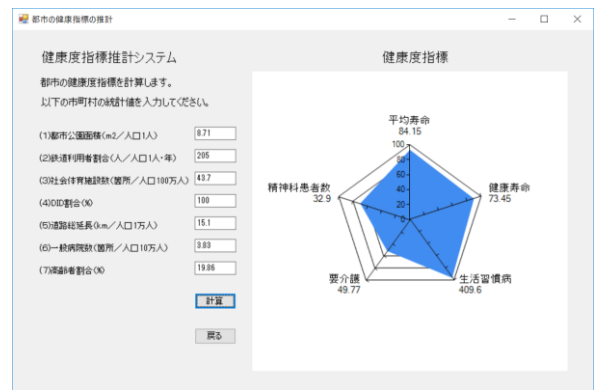 都市の健康指標の推計
健康度指標推計システム
都市の健康度指標を計算します。
以下の市町村の統計値を入力してください。
(1)都市公園面積(m2／人口1人) 8.71
(2)鉄道利用者割合(人／人口1人・年) 205
(3)社会体育施設数(箇所／人口100万人) 43.7
(4)DID割合(%) 100
(5)道路総延長(km／人口1万人) 15.1
(6)一般病院数(箇所／人口10万人) 3.83
(7)高齢者割合(%) 19.86
計算
戻る
健康度指標
平均寿命
84.15
100
80
60
40
20
0
健康寿命
73.45
生活習慣病
409.6
要介護
49.77
精神科患者数
32.9